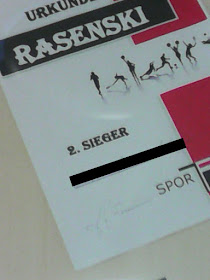 URKUNDE
RASENSKI
2. SIEGER
SPOR